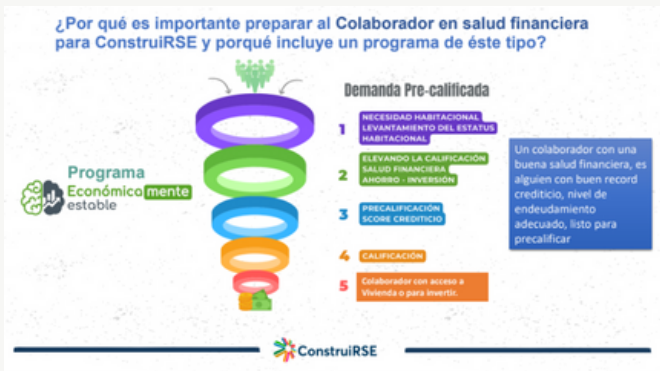 ¿Por qué es importante preparar al Colaborador en salud financiera
para ConstruiRSE y porqué incluye un programa de éste tipo?
Demanda Pre-calificada
1 NECESIDAD HABITACIONAL
LEVANTAMIENTO DEL ESTATUS
HABITACIONAL
2 ELEVANDO LA CALIFICACIÓN
SALUD FINANCIERA
AHORRO - INVERSIÓN
3 PRECALIFICACIÓN
SCORE CREDITICIO
4 CALIFICACIÓN
5 Colaborador con acceso a
Vivienda o para invertir.
Programa
Económicamente
estable
Un colaborador con una
buena salud financiera, es
alguien con buen record
crediticio, nivel de
endeudamiento
adecuado, listo para
precalificar
ConstruiRSE